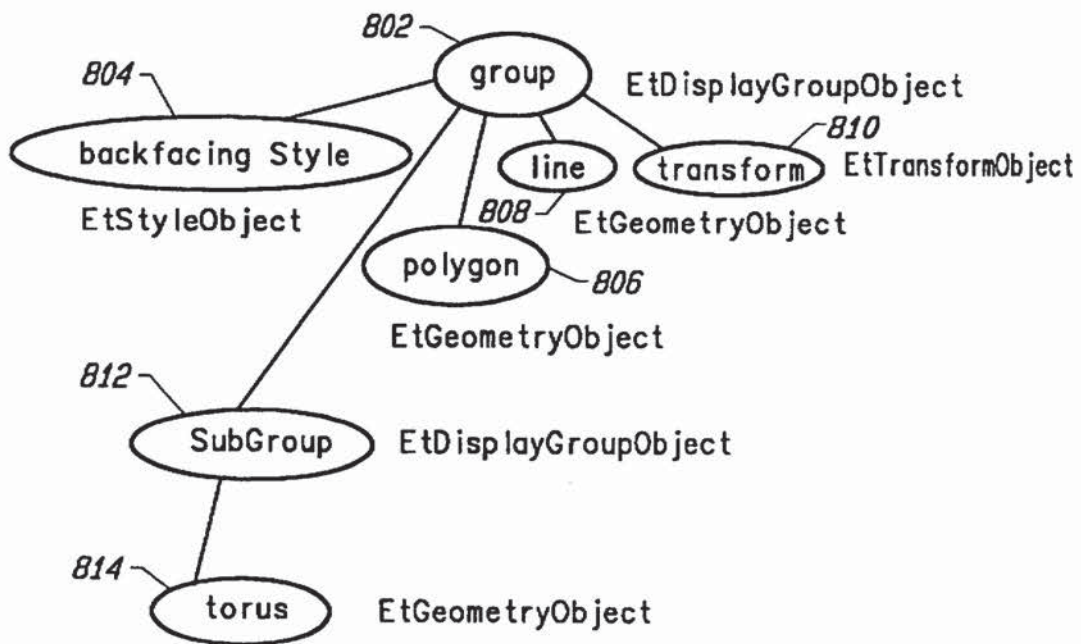 802
804
group
EtDisplayGroupObject
810
backfacing Style
line
transform
EtTransformObject
EtStyleObject
808
EtGeometryObject
polygon
806
EtGeometryObject
812
SubGroup
EtDisplayGroupObject
814
torus
EtGeometryObject